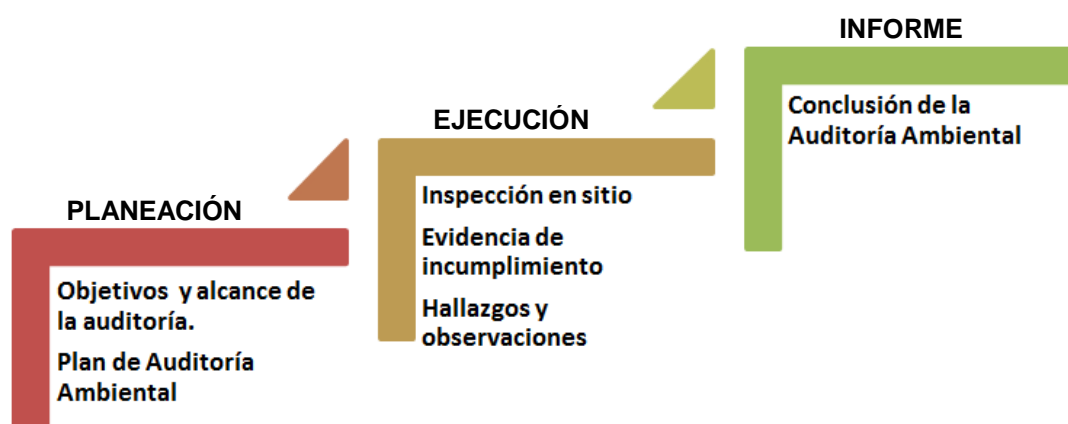 PLANEACIÓN
Objetivos y alcance de
la auditoría.
Plan de Auditoría
Ambiental
EJECUCIÓN
Inspección en sitio
Evidencia de
incumplimiento
Hallazgos y
observaciones
INFORME
Conclusión de la
Auditoría Ambiental